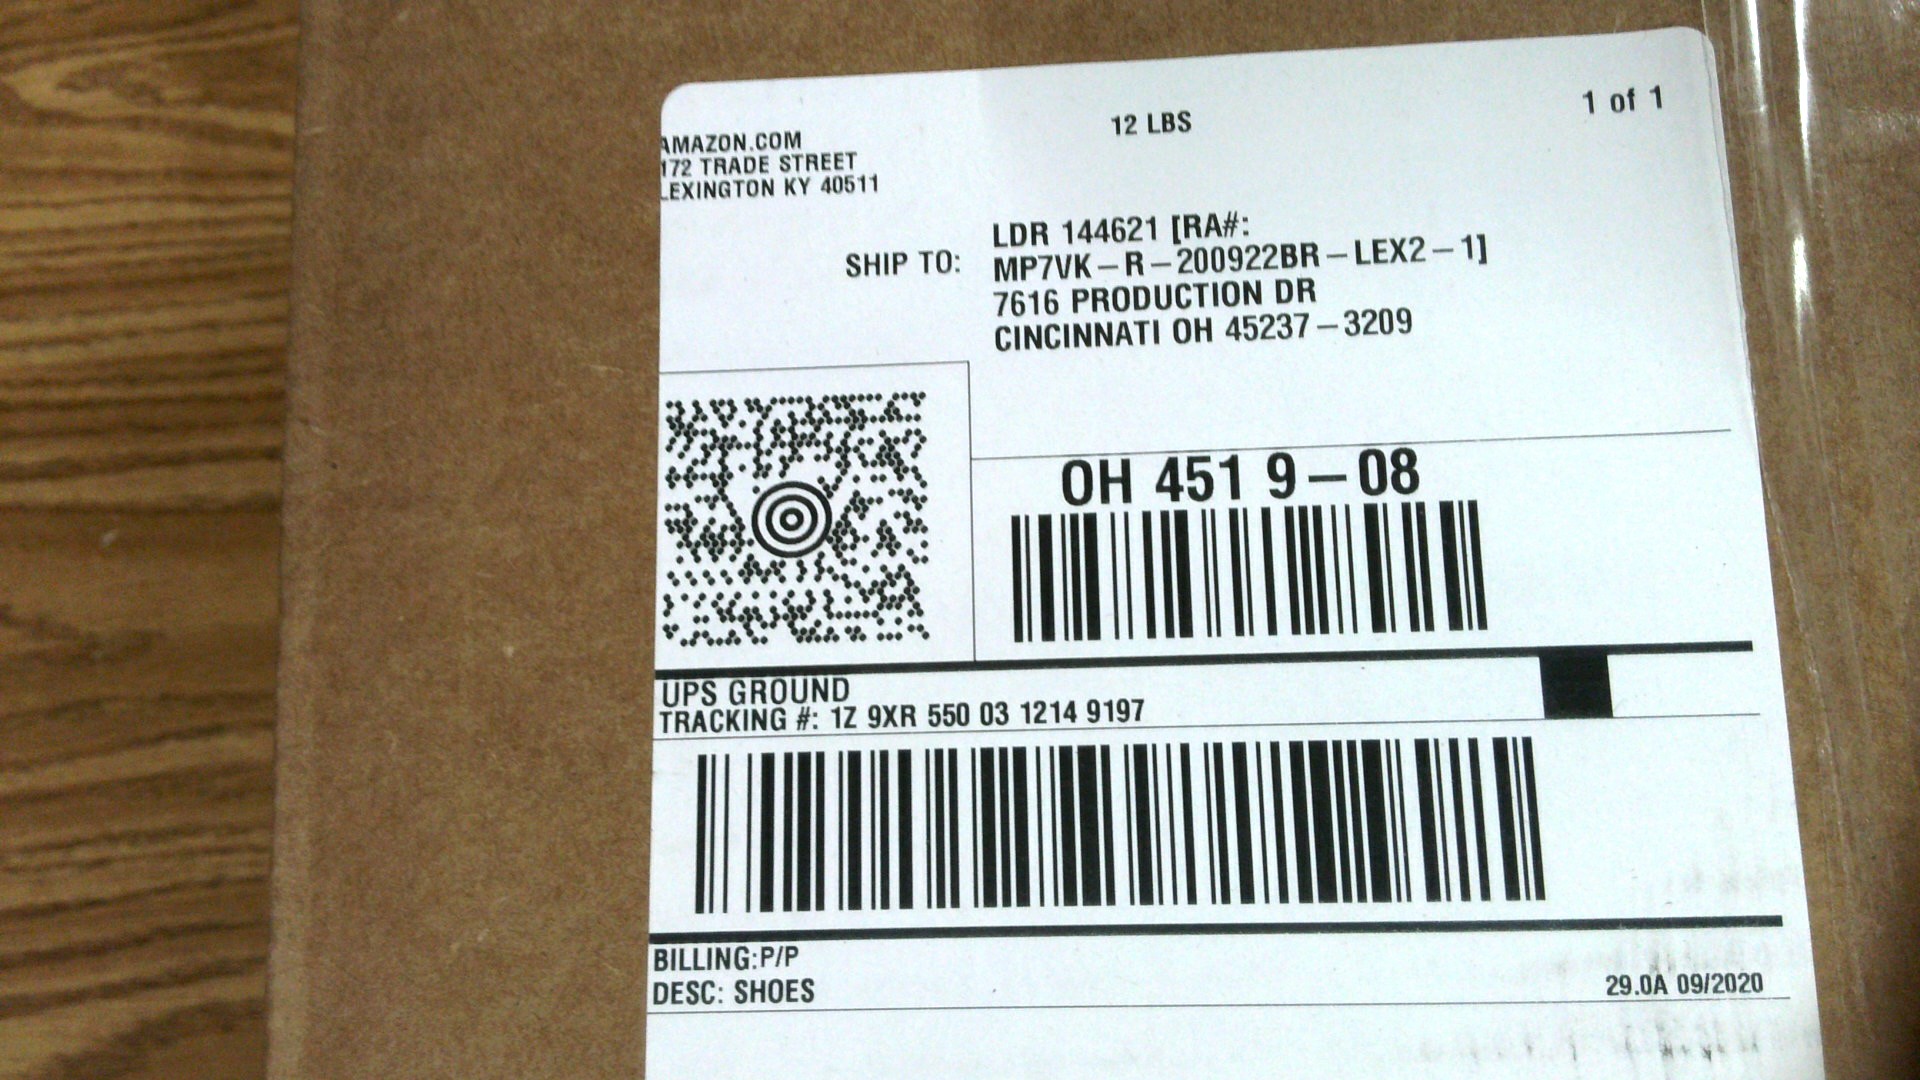 AMAZON.COM
172 TRADE STREET
LEXINGTON KY 40511
12 LBS
1 of 1
SHIP TO:
LDR 144621 [RA#:
MP7VK-R-200922BR-LEX2-1]
7616 PRODUCTION DR
CINCINNATI OH 45237-3209
OH 451 9-08
UPS GROUND
TRACKING #: 1Z 9XR 550 03 1214 9197
BILLING:P/P
DESC: SHOES
29.0A 09/2020